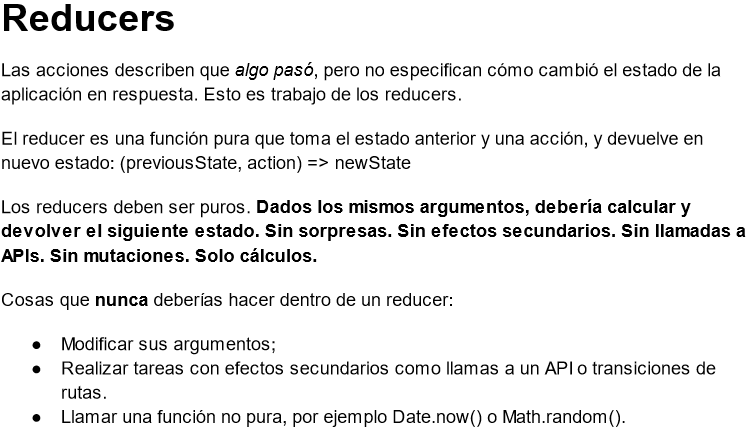 Reducers
Las acciones describen que algo pasó, pero no especifican cómo cambió el estado de la
aplicación en respuesta. Esto es trabajo de los reducers.
El reducer es una función pura que toma el estado anterior y una acción, y devuelve en
nuevo estado: (previousState, action) => newState
Los reducers deben ser puros. Dados los mismos argumentos, debería calcular y
devolver el siguiente estado. Sin sorpresas. Sin efectos secundarios. Sin llamadas a
APIs. Sin mutaciones. Solo cálculos.
Cosas que nunca deberías hacer dentro de un reducer:
● Modificar sus argumentos;
● Realizar tareas con efectos secundarios como llamas a un API o transiciones de
rutas.
● Llamar una función no pura, por ejemplo Date.now() o Math.random().